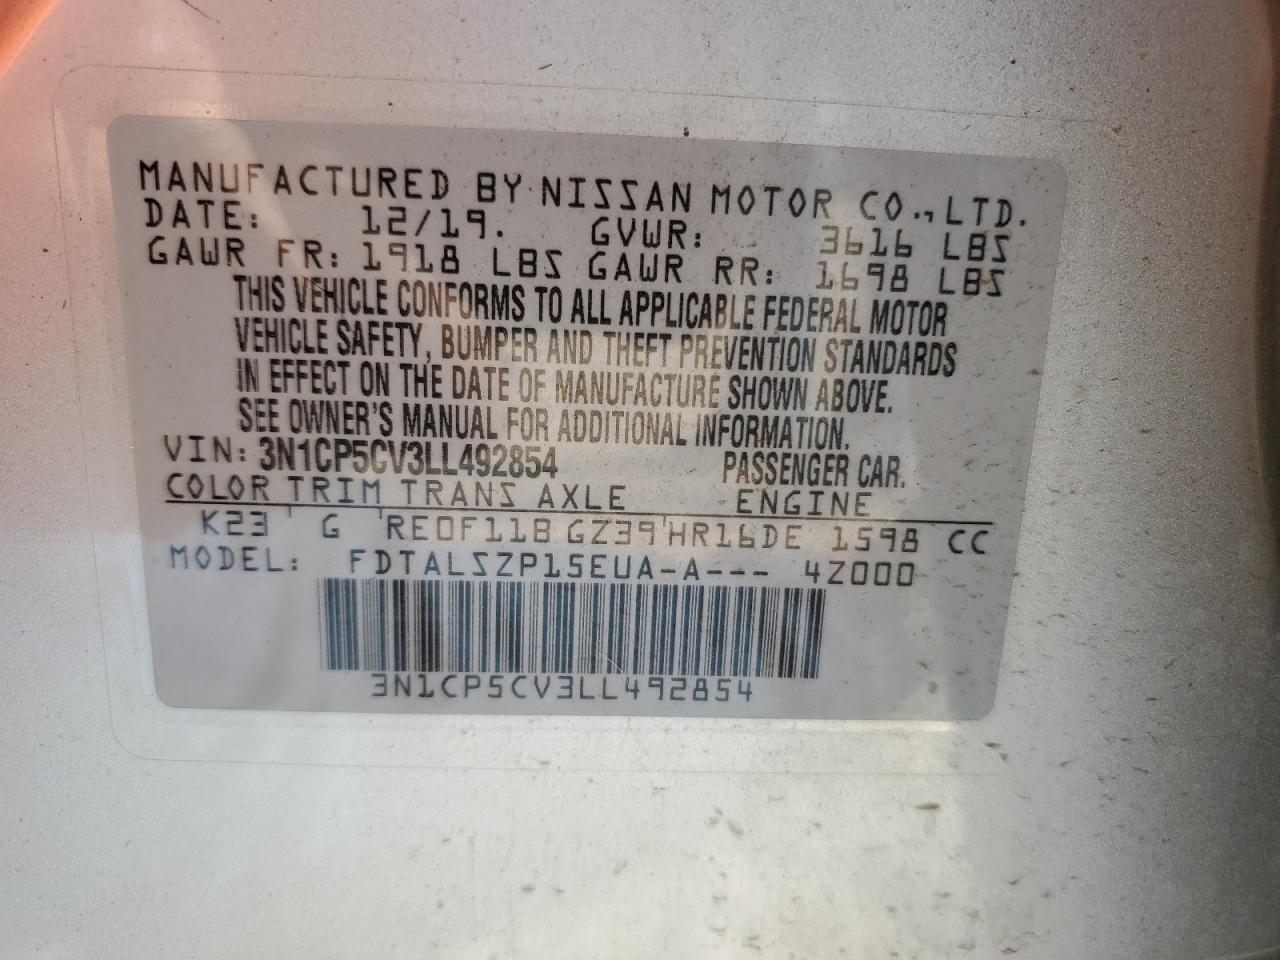 MANUFACTURED BY NISSAN MOTOR CO., LTD.
DATE: 12/19. GVWR: 3616 LBS
GAWR FR: 1918 LBS GAWR RR: 1698 LBS
THIS VEHICLE CONFORMS TO ALL APPLICABLE FEDERAL MOTOR
VEHICLE SAFETY, BUMPER AND THEFT PREVENTION STANDARDS
IN EFFECT ON THE DATE OF MANUFACTURE SHOWN ABOVE.
SEE OWNER'S MANUAL FOR ADDITIONAL INFORMATION.
VIN: 3N1CP5CV3LL492854 PASSENGER CAR.
COLOR TRIM TRANS AXLE ENGINE
K23 G RE0F11B GZ39 HR16DE 1598 CC
MODEL: FDTALSZP15EUA-A--- 4Z000
3N1CP5CV3LL492854